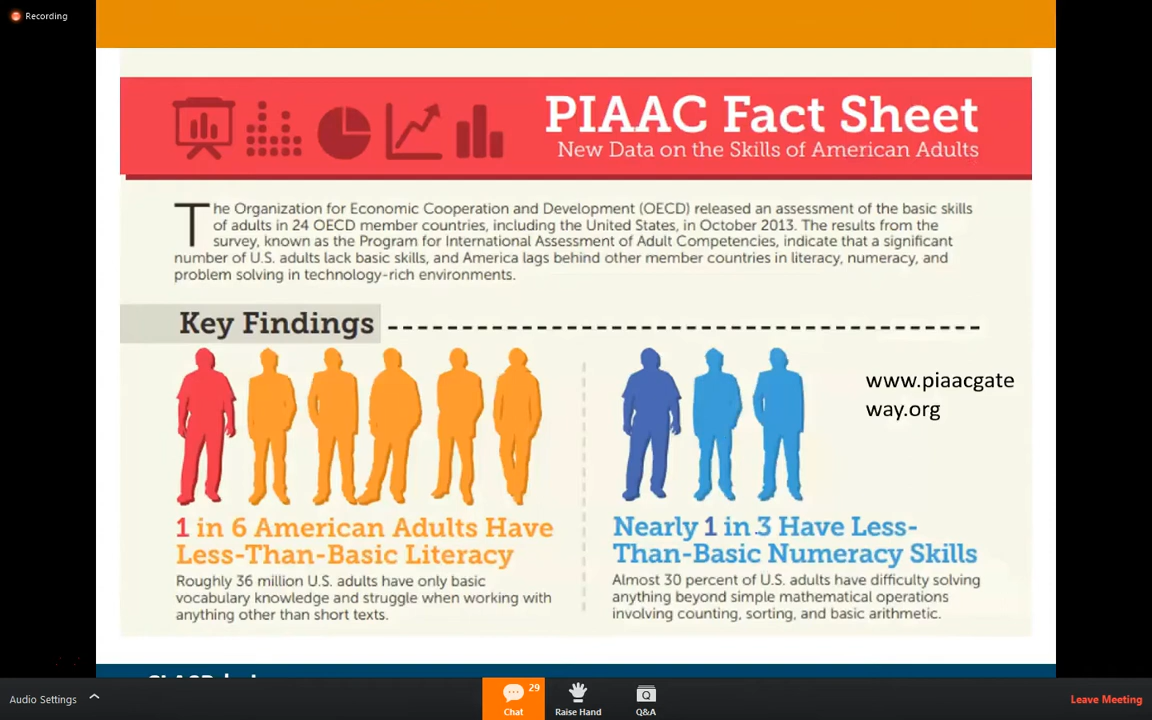 Recording
PIAAC Fact Sheet
New Data on the Skills of American Adults
The Organization for Economic Cooperation and Development (OECD) released an assessment of the basic skills
of adults in 24 OECD member countries, including the United States, in October 2013. The results from the
survey, known as the Program for International Assessment of Adult Competencies, indicate that a significant
number of U.S. adults lack basic skills, and America lags behind other member countries in literacy, numeracy, and
problem solving in technology-rich environments.
Key Findings
www.piaacgate
way.org
1 in 6 American Adults Have
Less-Than-Basic Literacy
Roughly 36 million U.S. adults have only basic
vocabulary knowledge and struggle when working with
anything other than short texts.
Nearly 1 in 3 Have Less-
Than-Basic Numeracy Skills
Almost 30 percent of U.S. adults have difficulty solving
anything beyond simple mathematical operations
involving counting, sorting, and basic arithmetic.
Audio Settings
29
Chat
Raise Hand
Q
Q&A
Leave Meeting